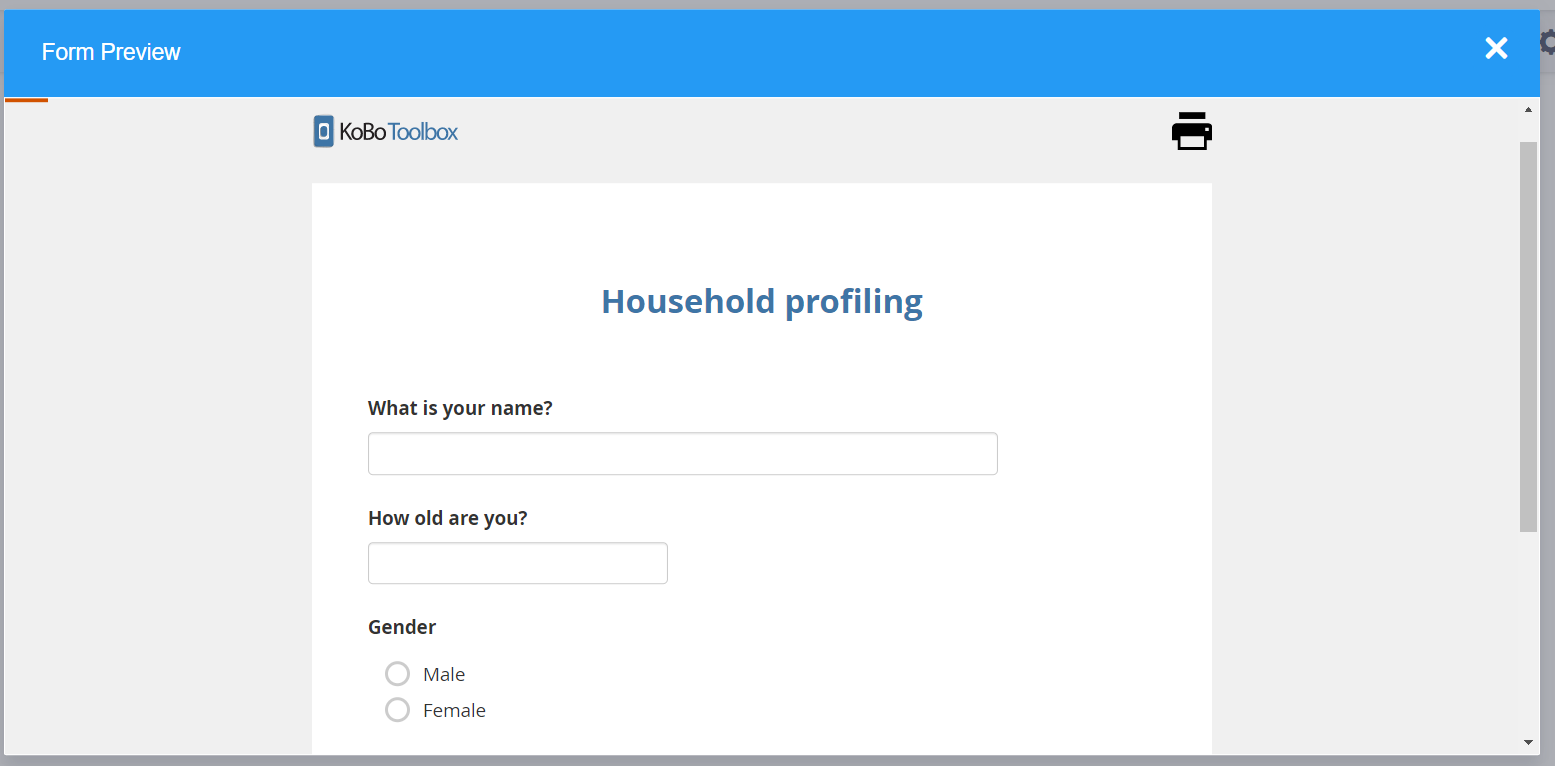 Form Preview
KoBoToolbox
Household profiling
What is your name?
How old are you?
Gender
Male
Female